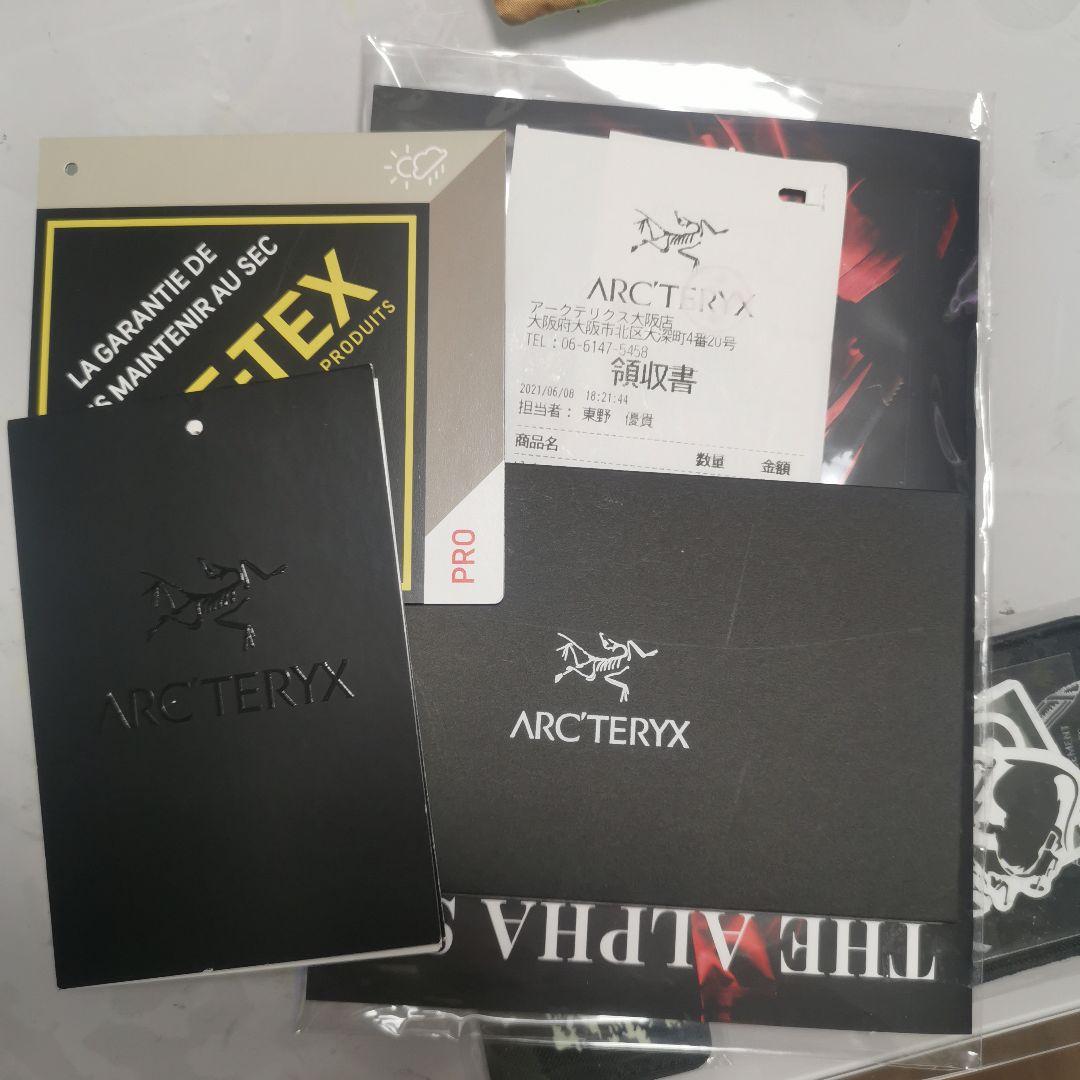 LA GARANTIE DE
MAINTENIR AU SEC
TEX
PRODUITS
PRO
ARC'TERYX
アークテリクス大阪店
大阪府大阪市北区大深町4番20号
TEL:06-6147-5458
領収書
2021/06/08 18:21:44
担当者: 東野 優貴
商品名 数量 金額
ARC'TERYX
ARC'TERYX
THE ALPHA